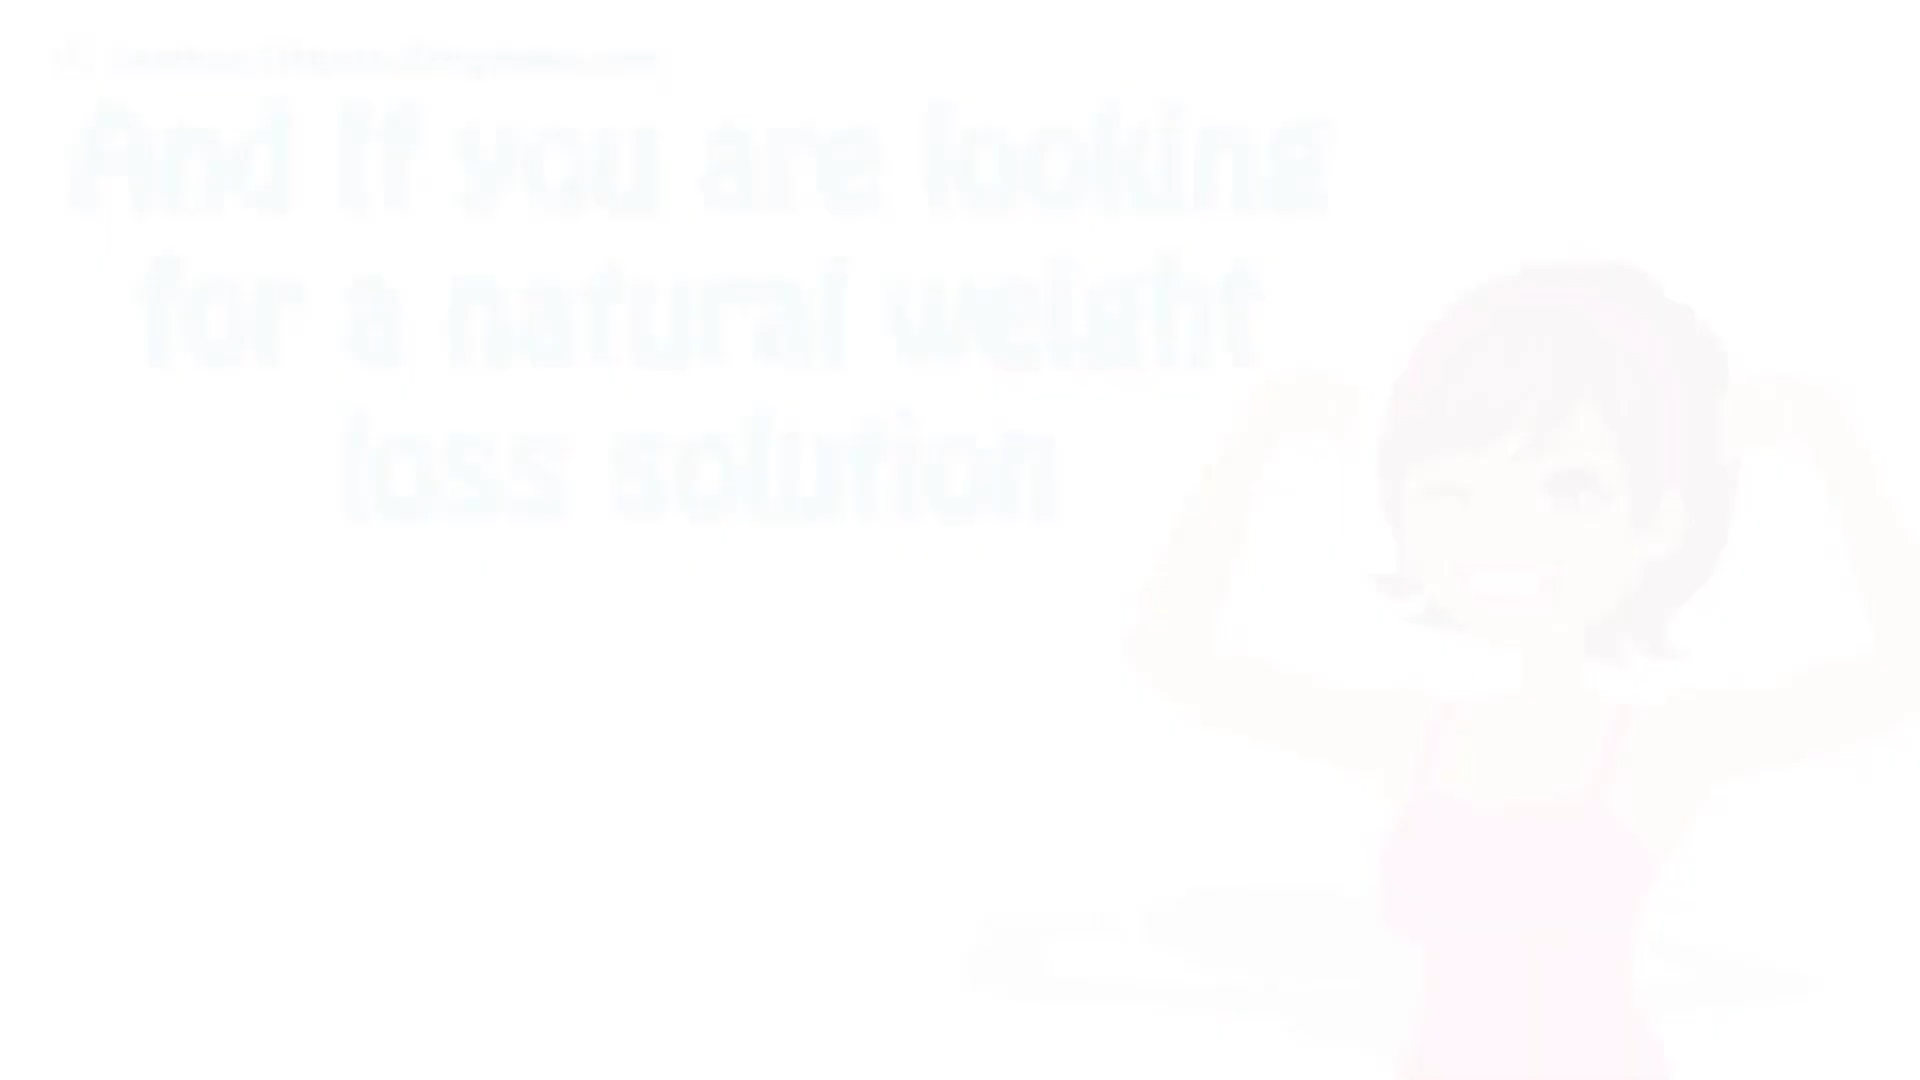 And If you are looking
for a natural weight
loss solution